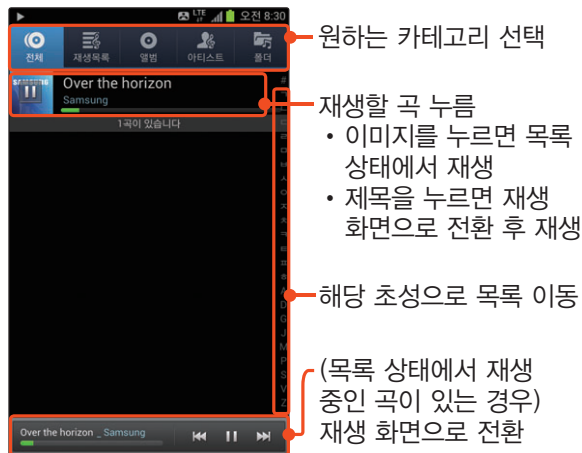 LTE
오전 8:30
전체
재생목록
앨범
아티스트
폴더
원하는 카테고리 선택
Over the horizon
Samsung
1곡이 있습니다
재생할 곡 누름
• 이미지를 누르면 목록
상태에서 재생
• 제목을 누르면 재생
화면으로 전환 후 재생
#
ㄱ
ㄴ
ㄷ
ㄹ
ㅁ
ㅂ
ㅅ
ㅇ
ㅈ
ㅊ
ㅋ
ㅌ
ㅍ
ㅎ
A
D
G
J
M
P
S
V
Z
해당 초성으로 목록 이동
(목록 상태에서 재생
중인 곡이 있는 경우)
재생 화면으로 전환
Over the horizon _ Samsung